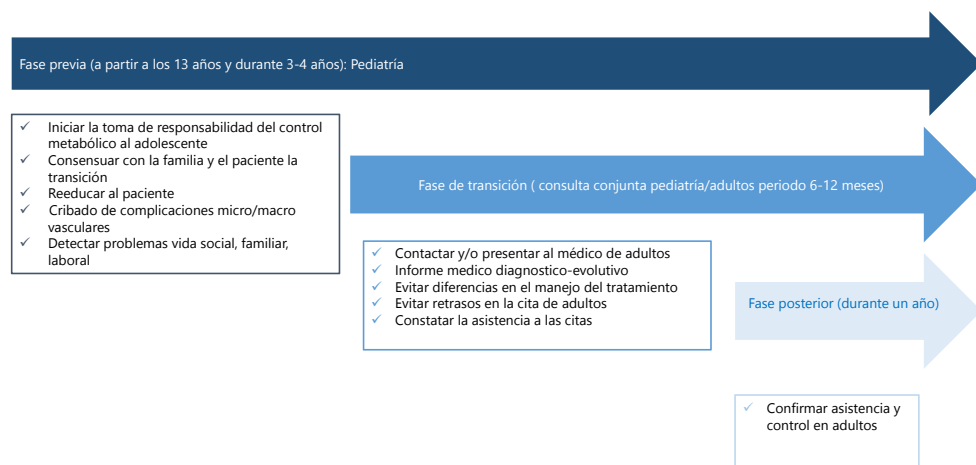 Fase previa (a partir a los 13 años y durante 3-4 años): Pediatría
✓ Iniciar la toma de responsabilidad del control
metabólico al adolescente
✓ Consensuar con la familia y el paciente la
transición
✓ Reeducar al paciente
✓ Cribado de complicaciones micro/macro
vasculares
✓ Detectar problemas vida social, familiar,
laboral
Fase de transición ( consulta conjunta pediatría/adultos periodo 6-12 meses)
✓ Contactar y/o presentar al médico de adultos
✓ Informe medico diagnostico-evolutivo
✓ Evitar diferencias en el manejo del tratamiento
✓ Evitar retrasos en la cita de adultos
✓ Constatar la asistencia a las citas
Fase posterior (durante un año)
✓ Confirmar asistencia y
control en adultos